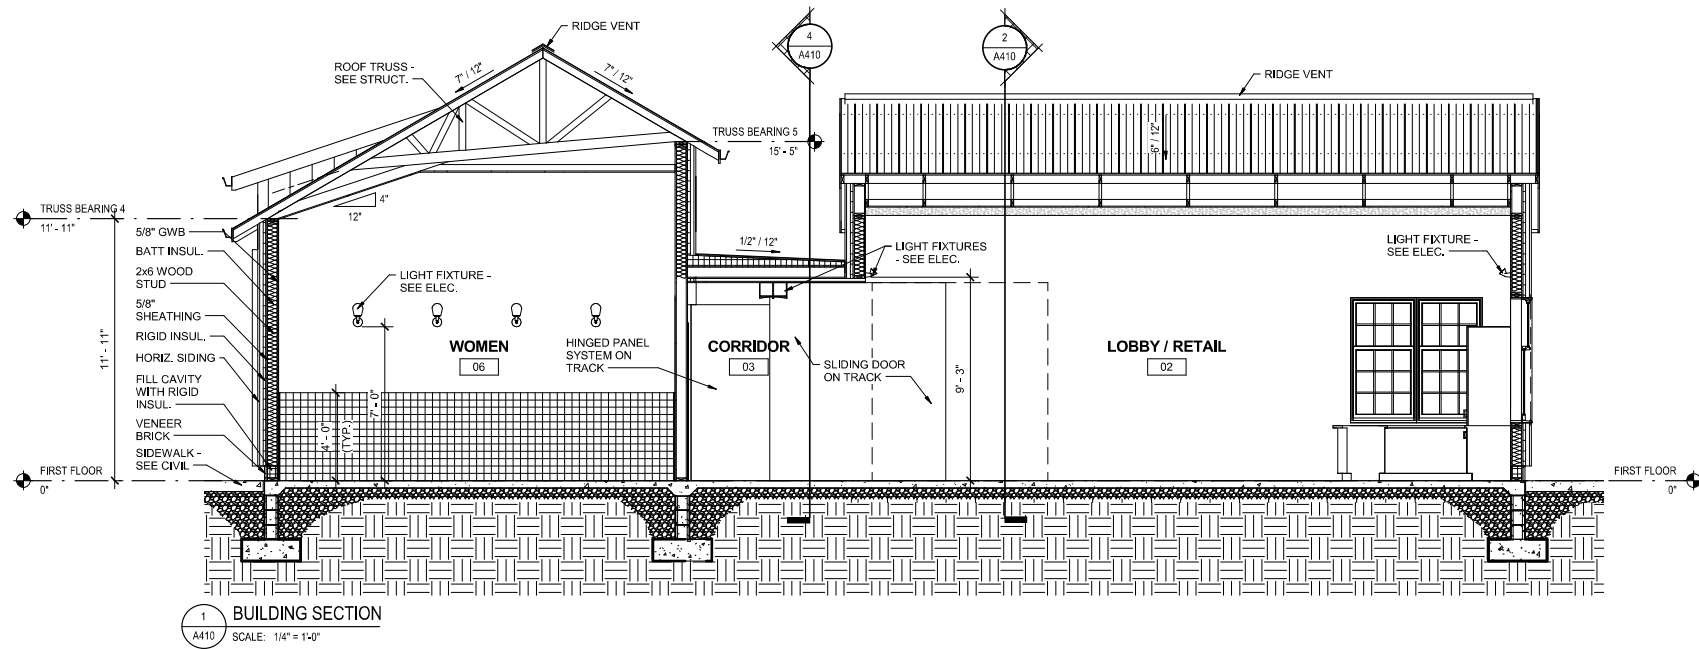 RIDGE VENT
4
A410
2
A410
ROOF TRUSS -
SEE STRUCT.
7" / 12"
7" / 12"
RIDGE VENT
TRUSS BEARING 5
15' - 5"
6" / 12"
TRUSS BEARING 4
11' - 11"
4"
12"
5/8" GWB
BATT INSUL.
2x6 WOOD
STUD
5/8"
SHEATHING
RIGID INSUL.
HORIZ. SIDING
FILL CAVITY
WITH RIGID
INSUL.
VENEER
BRICK
SIDEWALK -
SEE CIVIL
11' - 11"
1/2" / 12"
LIGHT FIXTURES
- SEE ELEC.
LIGHT FIXTURE -
SEE ELEC.
LIGHT FIXTURE -
SEE ELEC.
WOMEN
06
HINGED PANEL
SYSTEM ON
TRACK
CORRIDOR
03
SLIDING DOOR
ON TRACK
LOBBY / RETAIL
02
4' - 0"
(TYP.)
7' - 0"
9' - 3"
FIRST FLOOR
0"
FIRST FLOOR
0"
1
A410
BUILDING SECTION
SCALE: 1/4" = 1'-0"